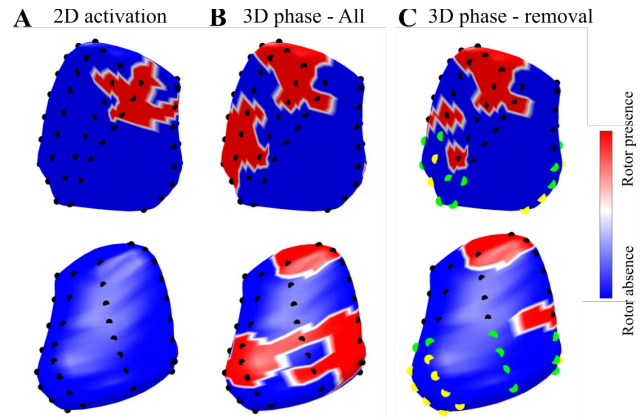 A 2D activation
B 3D phase - All
C 3D phase - removal
Rotor presence
Rotor absence